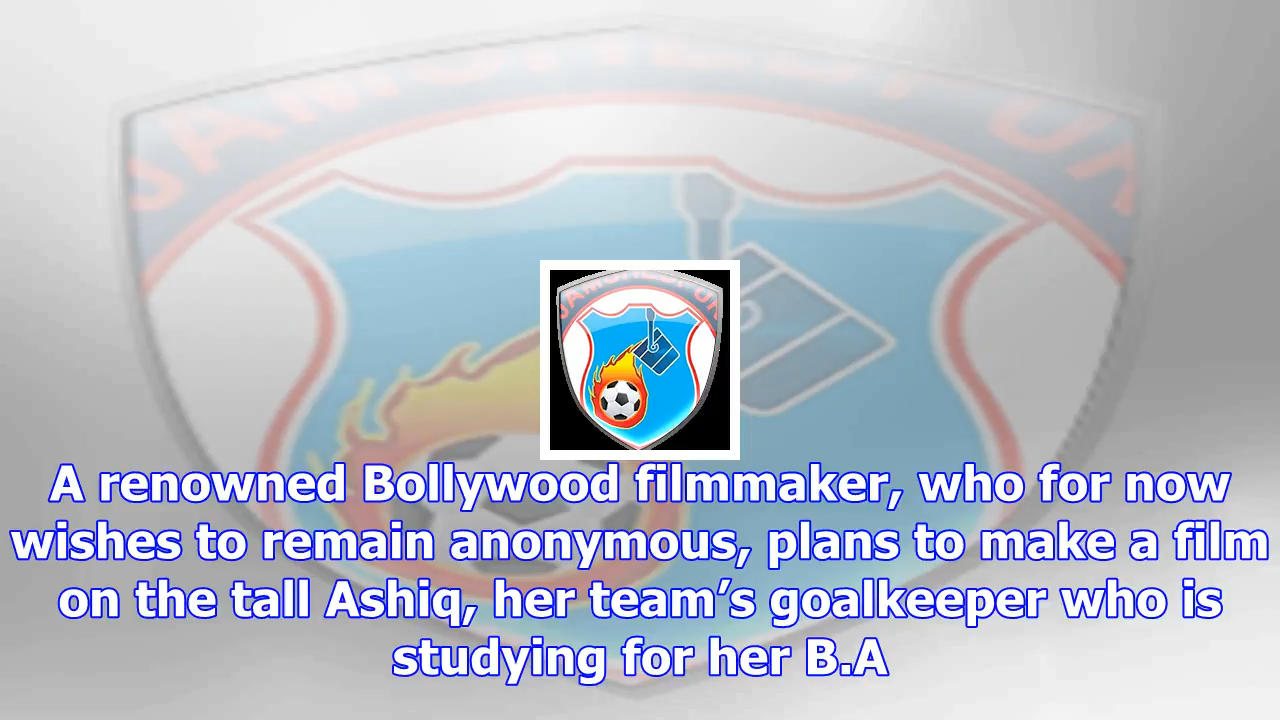 JAMSHEDPUR
A renowned Bollywood filmmaker, who for now
wishes to remain anonymous, plans to make a film
on the tall Ashiq, her team’s goalkeeper who is
studying for her B.A